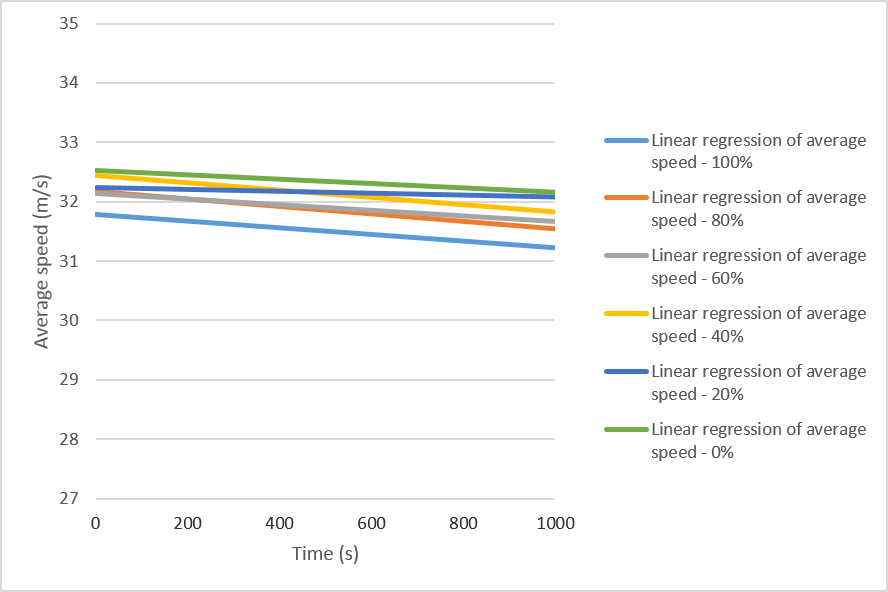 35
34
33
32
31
30
29
28
27
Average speed (m/s)
0 200 400 600 800 1000
Time (s)
Linear regression of average
speed - 100%
Linear regression of average
speed - 80%
Linear regression of average
speed - 60%
Linear regression of average
speed - 40%
Linear regression of average
speed - 20%
Linear regression of average
speed - 0%